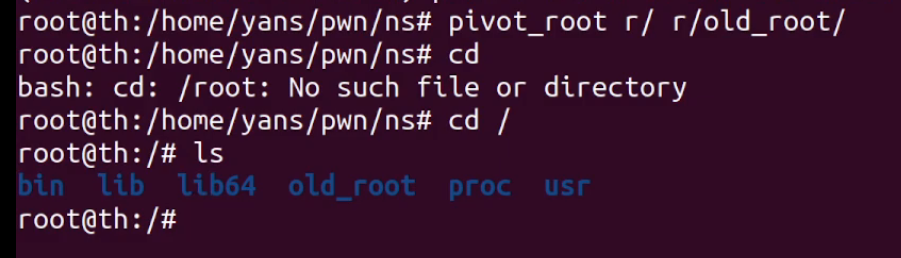 root@th:/home/yans/pwn/ns# pivot_root r/ r/old_root/
root@th:/home/yans/pwn/ns# cd
bash: cd: /root: No such file or directory
root@th:/home/yans/pwn/ns# cd /
root@th:/# ls
bin  lib  lib64  old_root  proc  usr
root@th:/#